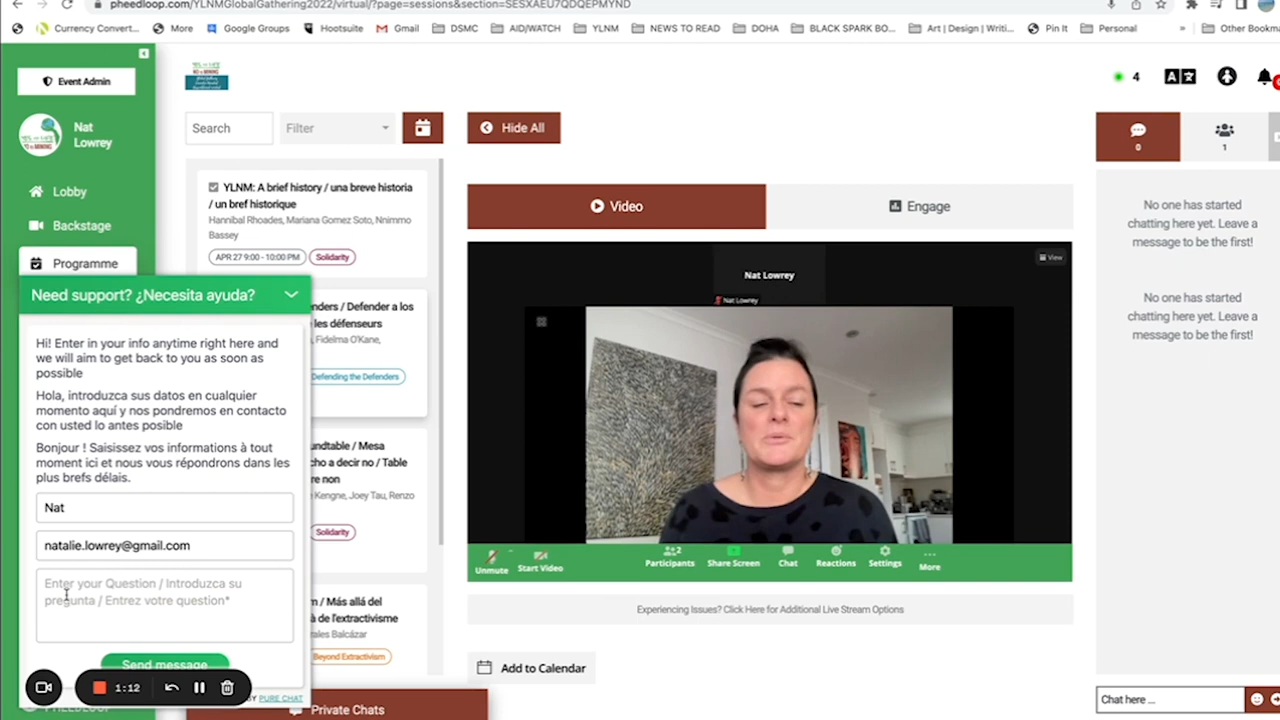 pheedloop.com/YLNMGlobalGathering2022/virtual/?page=sessions&section=SESXAEU7QDQEPMYND
Currency Convert...
More
Google Groups
Hootsuite
Gmail
DSMC
AID/WATCH
YLNM
NEWS TO READ
DOHA
BLACK SPARK BO...
Art | Design | Writi...
Pin It
Personal
»
Other Bookma
Event Admin
Nat
Lowrey
Lobby
Backstage
Programme
Need support? ¿Necesita ayuda?
Hi! Enter in your info anytime right here and
we will aim to get back to you as soon as
possible
Hola, introduzca sus datos en cualquier
momento aquí y nos pondremos en contacto
con usted lo antes posible
Bonjour ! Saisissez vos informations à tout
moment ici et nous vous répondrons dans les
plus brefs délais.
Nat
natalie.lowrey@gmail.com
Enter your Question / Introduzca su
pregunta / Entrez votre question*
Send message
1:12
BY PURE CHAT
PHEEDLOOP
Search
Filter
YLNM: A brief history / una breve historia
/ un bref historique
Hannibal Rhoades, Mariana Gomez Soto, Nnimmo
Bassey
APR 27 9:00 - 10:00 PM
Solidarity
nders / Defender a los
les défenseurs
, Fidelma O'Kane,
Defending the Defenders
undtable / Mesa
cho a decir no / Table
re non
Kengne, Joey Tau, Renzo
Solidarity
m / Más allá del
à de l'extractivisme
rales Balcázar
Beyond Extractivism
Private Chats
Hide All
Video
Engage
Nat Lowrey
Nat Lowrey
View
Unmute
Start Video
Participants
2
Share Screen
Chat
Reactions
Settings
More
Experiencing Issues? Click Here for Additional Live Stream Options
Add to Calendar
4
A
0
1
No one has started
chatting here yet. Leave a
message to be the first!
No one has started
chatting here yet. Leave a
message to be the first!
Chat here ...